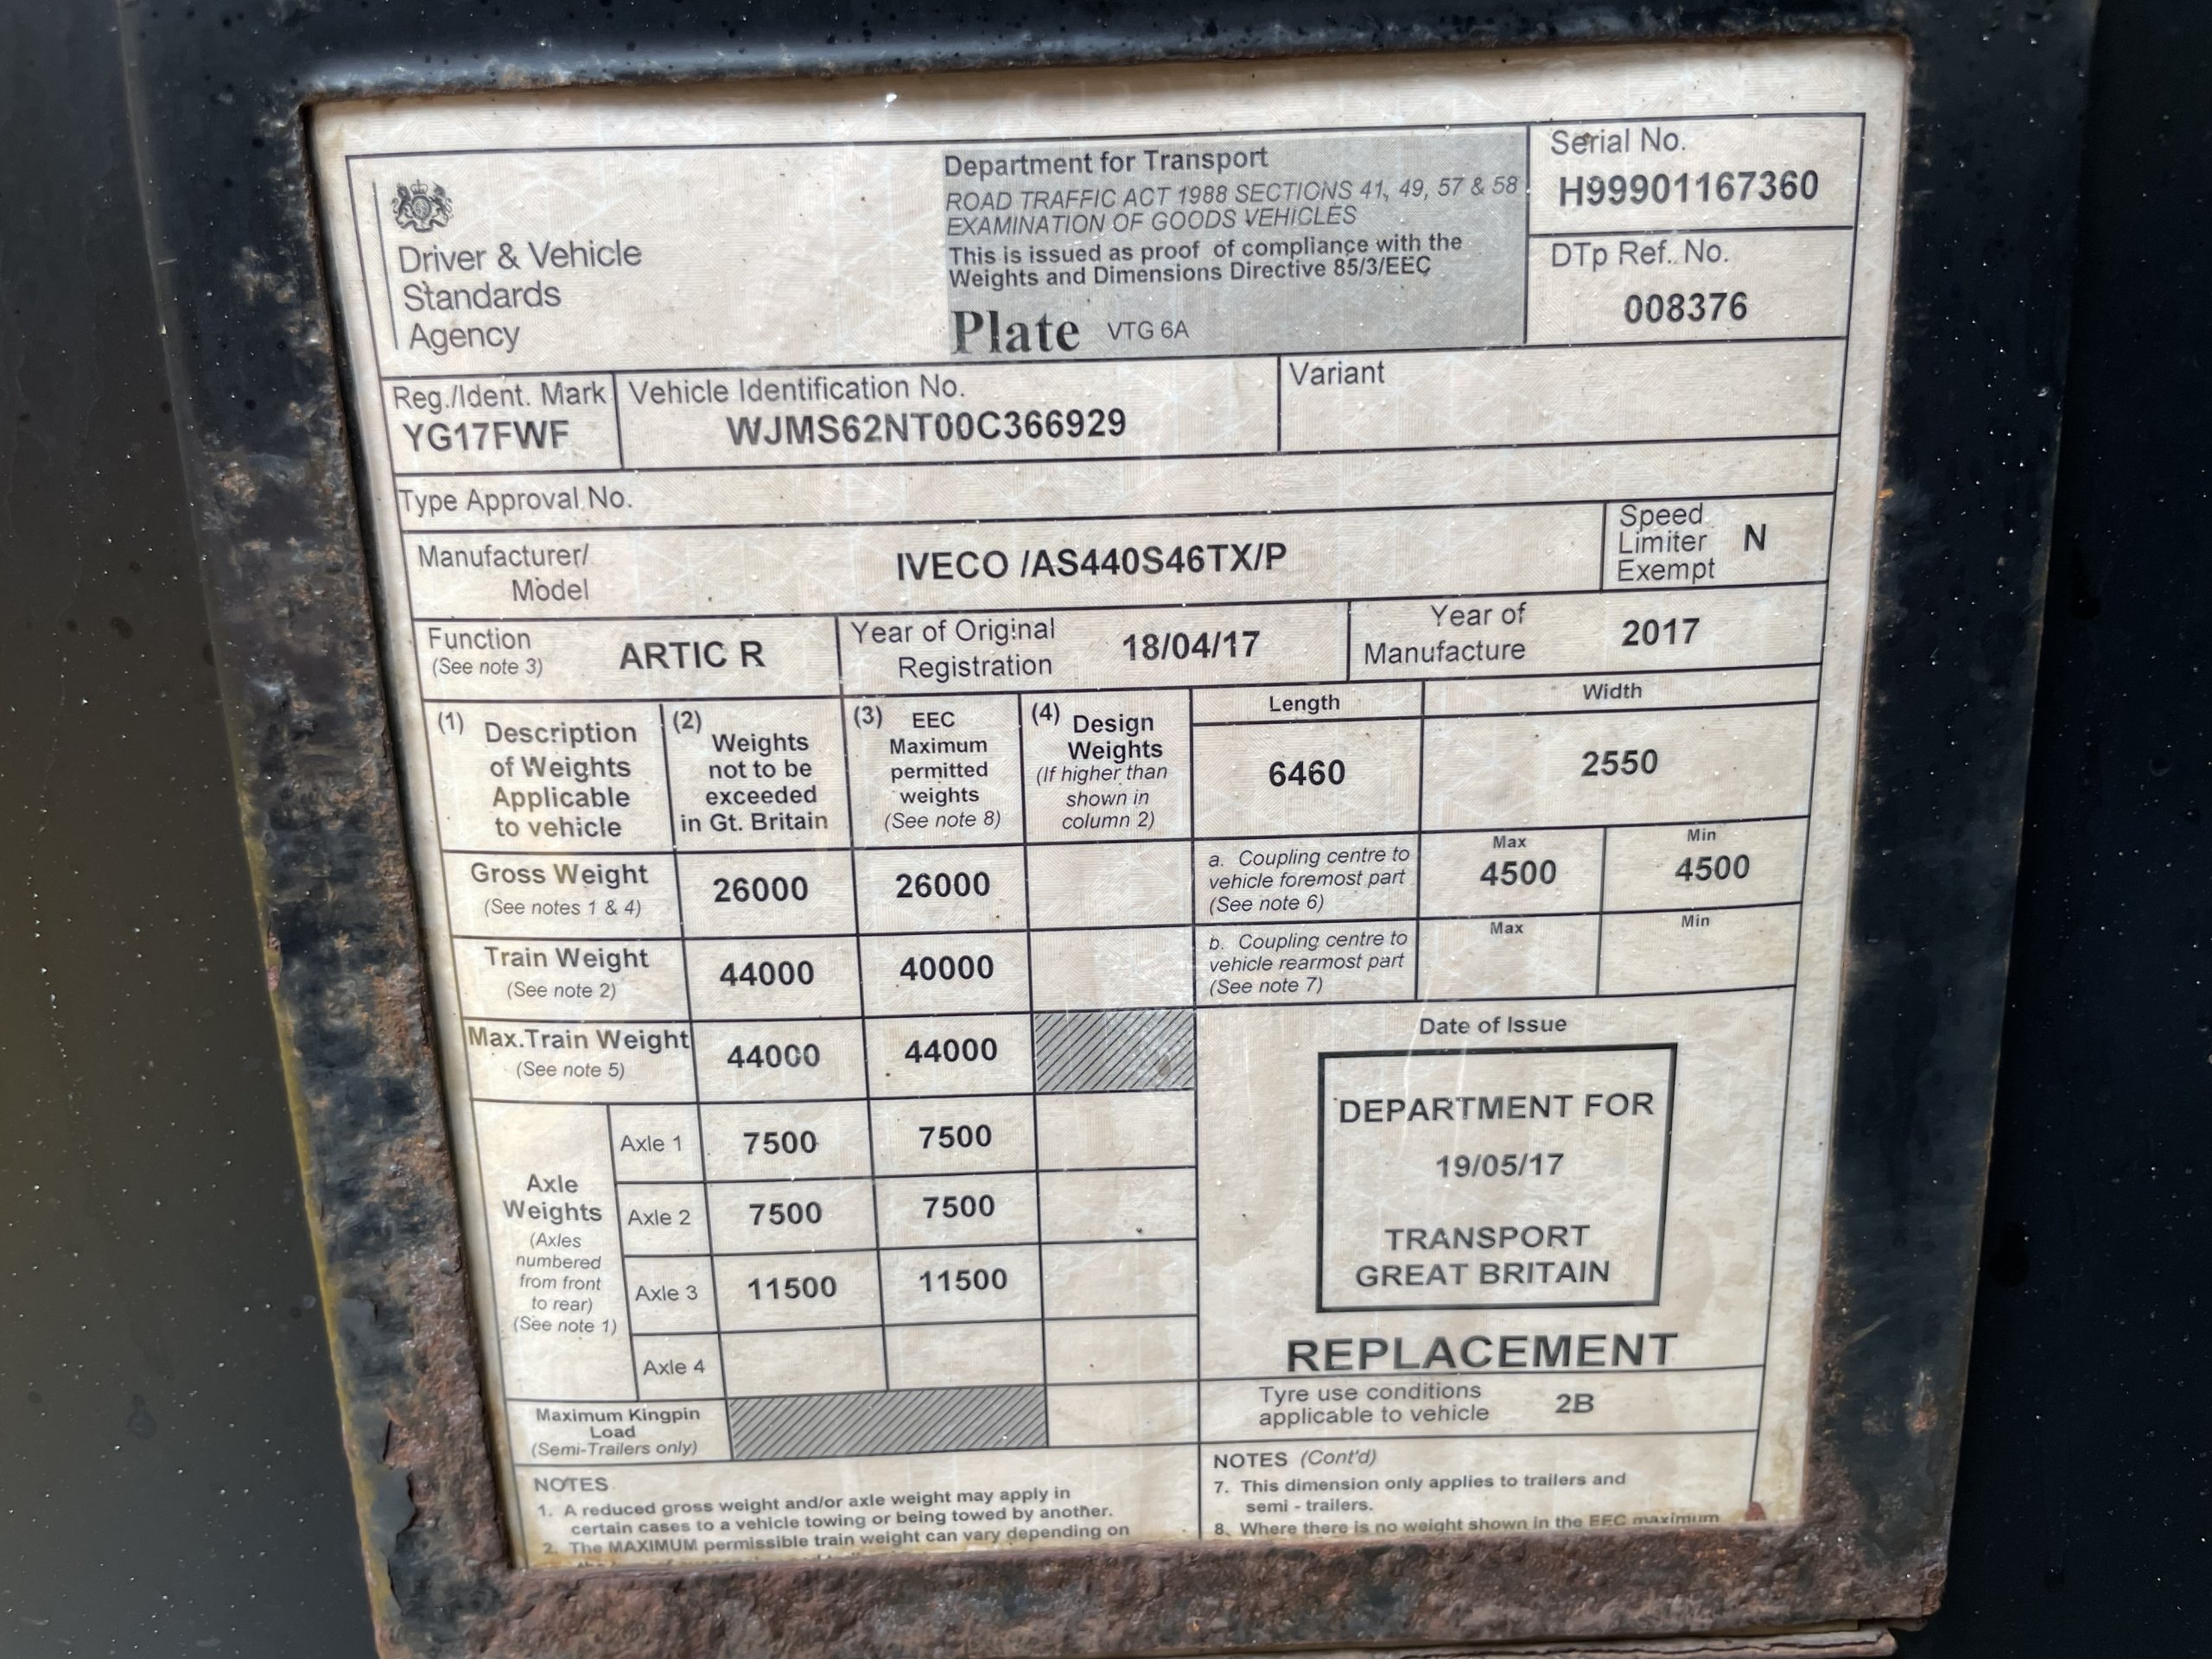 Driver & Vehicle
Standards
Agency
Department for Transport
ROAD TRAFFIC ACT 1988 SECTIONS 41, 49, 57 & 58
EXAMINATION OF GOODS VEHICLES
This is issued as proof of compliance with the
Weights and Dimensions Directive 85/3/EEC
Plate VTG 6A
Serial No.
H99901167360
DTp Ref. No.
008376
Reg./Ident. Mark
YG17FWF
Vehicle Identification No.
WJMS62NT00C366929
Variant
Type Approval No.
Manufacturer/
Model
IVECO /AS440S46TX/P
Speed
Limiter
Exempt
N
Function
(See note 3)
ARTIC R
Year of Original
Registration
18/04/17
Year of
Manufacture
2017
(1) Description
of Weights
Applicable
to vehicle
(2) Weights
not to be
exceeded
in Gt. Britain
(3) EEC
Maximum
permitted
weights
(See note 8)
(4) Design
Weights
(If higher than
shown in
column 2)
Length
6460
Width
2550
Gross Weight
(See notes 1 & 4)
26000
26000
a. Coupling centre to
vehicle foremost part
(See note 6)
Max
4500
Min
4500
Train Weight
(See note 2)
44000
40000
b. Coupling centre to
vehicle rearmost part
(See note 7)
Max
Min
Max.Train Weight
(See note 5)
44000
44000
Axle
Weights
(Axles
numbered
from front
to rear)
(See note 1)
Axle 1
7500
7500
Axle 2
7500
7500
Axle 3
11500
11500
Axle 4
Maximum Kingpin
Load
(Semi-Trailers only)
Date of Issue
DEPARTMENT FOR
19/05/17
TRANSPORT
GREAT BRITAIN
REPLACEMENT
Tyre use conditions
applicable to vehicle
2B
NOTES
1. A reduced gross weight and/or axle weight may apply in
certain cases to a vehicle towing or being towed by another.
2. The MAXIMUM permissible train weight can vary depending on
NOTES (Cont'd)
7. This dimension only applies to trailers and
semi - trailers.
8. Where there is no weight shown in the EEC maximum